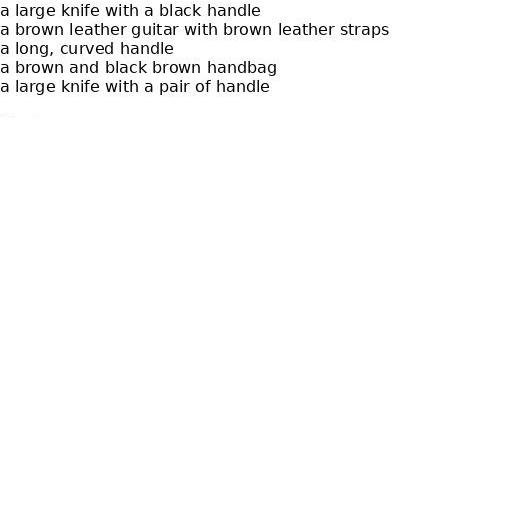 a large knife with a black handle
a brown leather guitar with brown leather straps
a long, curved handle
a brown and black brown handbag
a large knife with a pair of handle